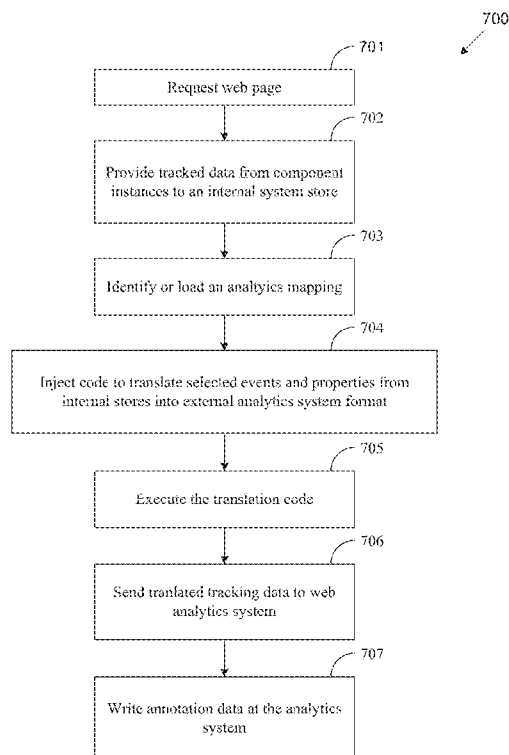 700
701
Request web page
702
Provide tracked data from component
instances to an internal system store
703
Identify or load an analtyics mapping
704
Inject code to translate selected events and properties from
internal stores into external analytics system format
705
Execute the translation code
706
Send tranlated tracking data to web
analytics system
707
Write annotation data at the analytics
system